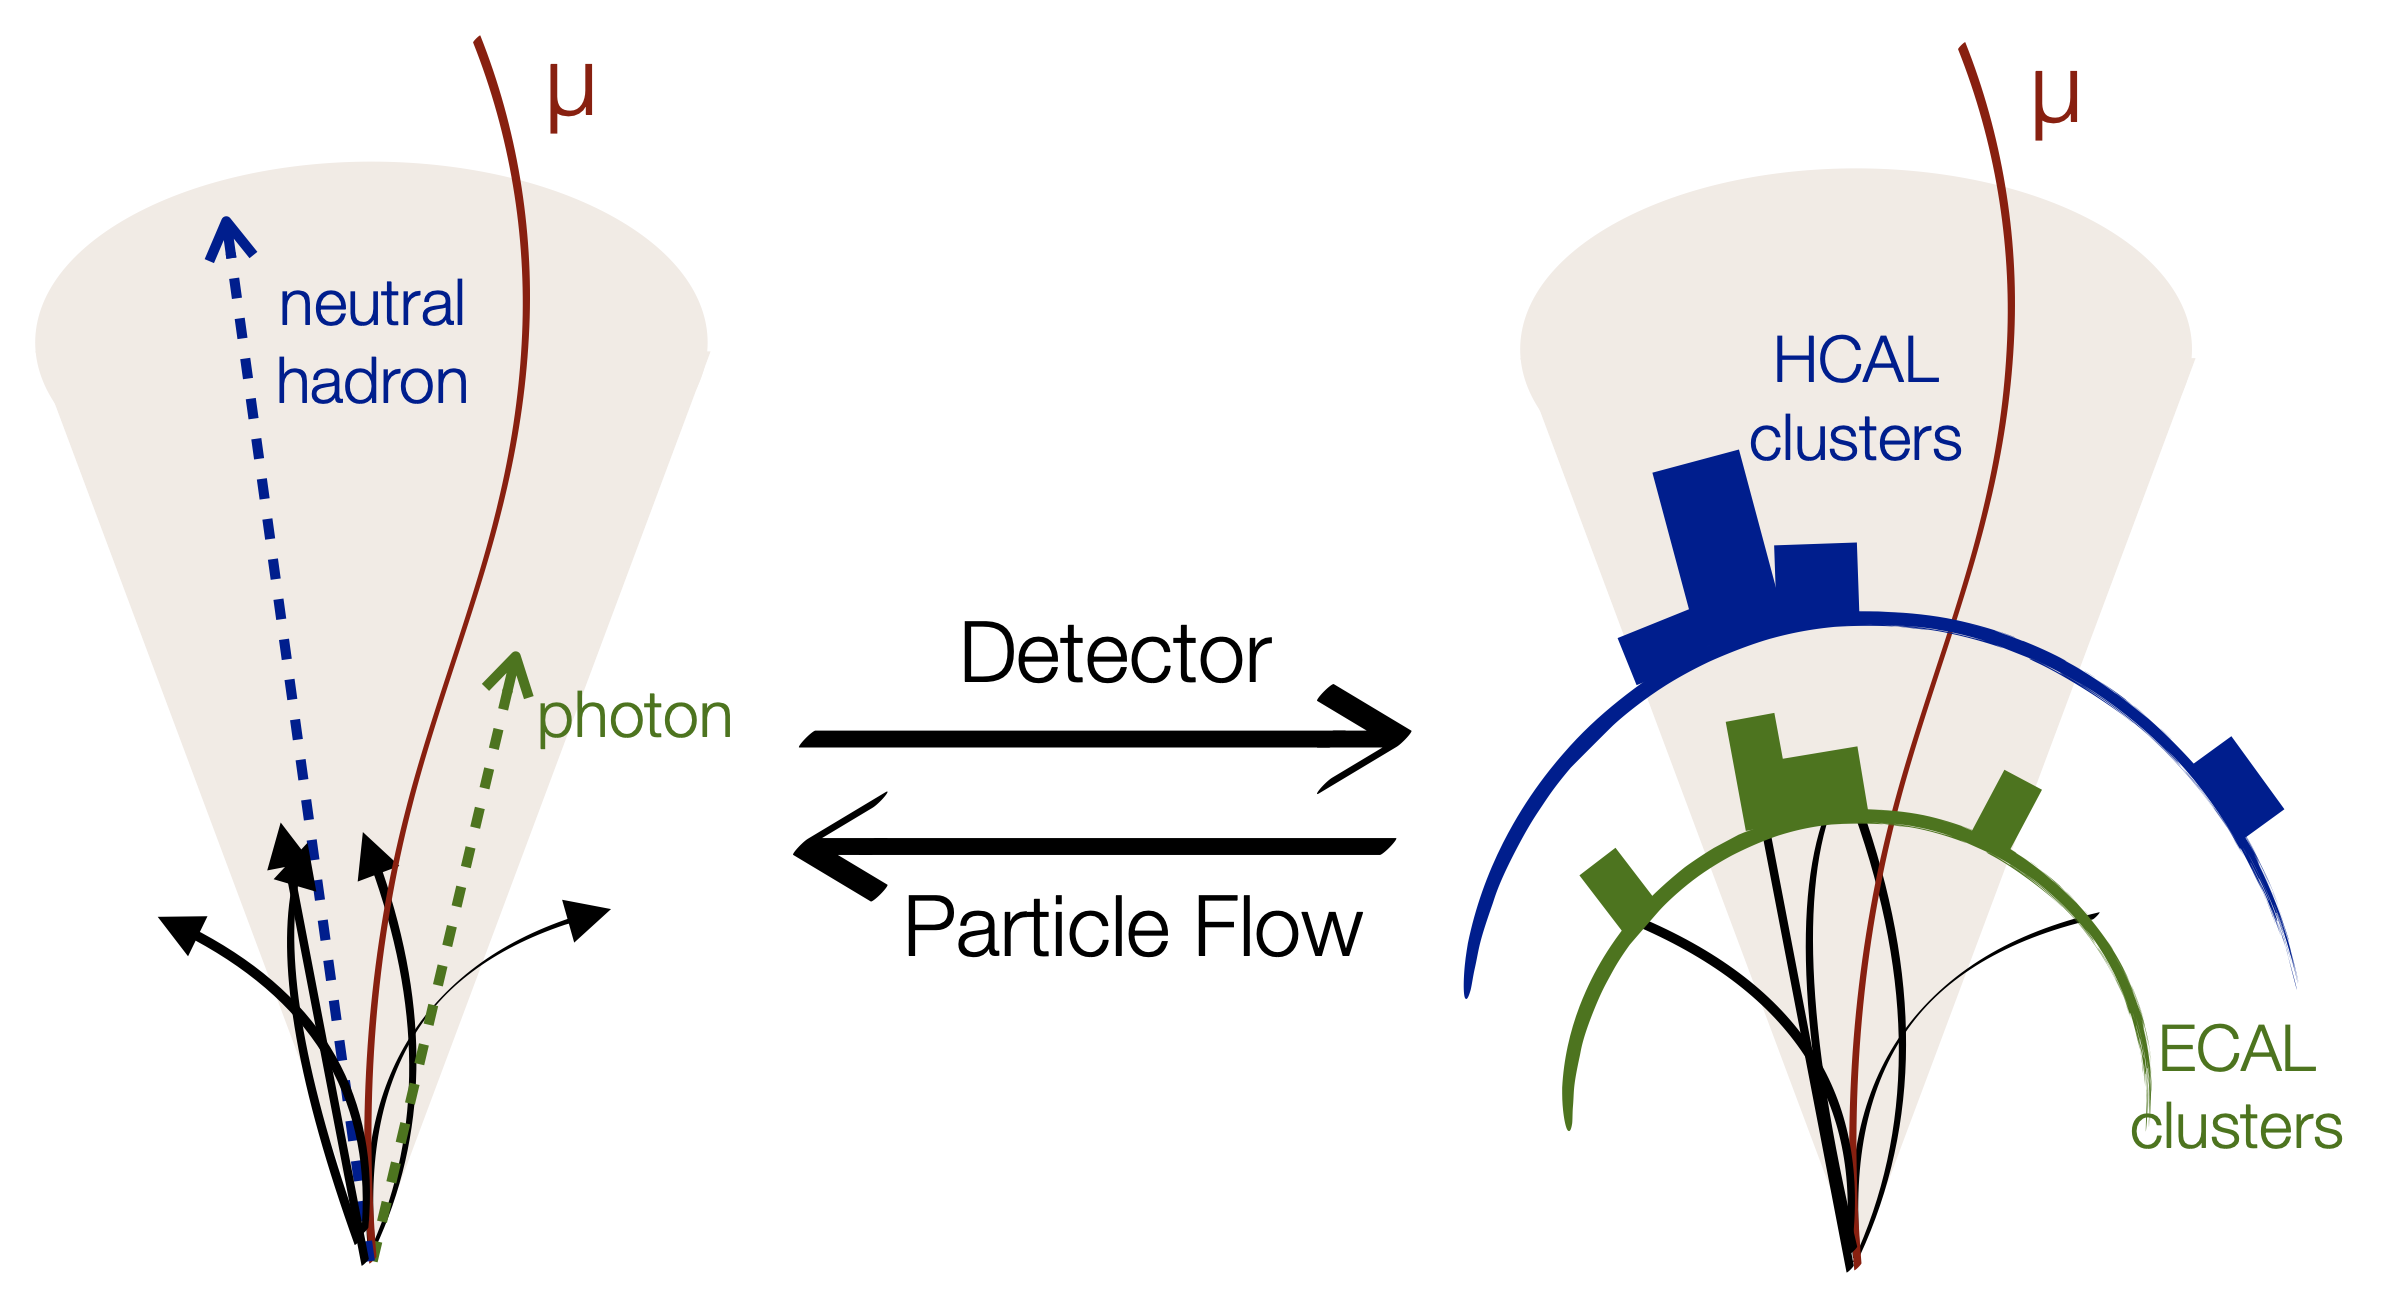 μ
neutral
hadron
photon
Detector
Particle Flow
μ
HCAL
clusters
ECAL
clusters